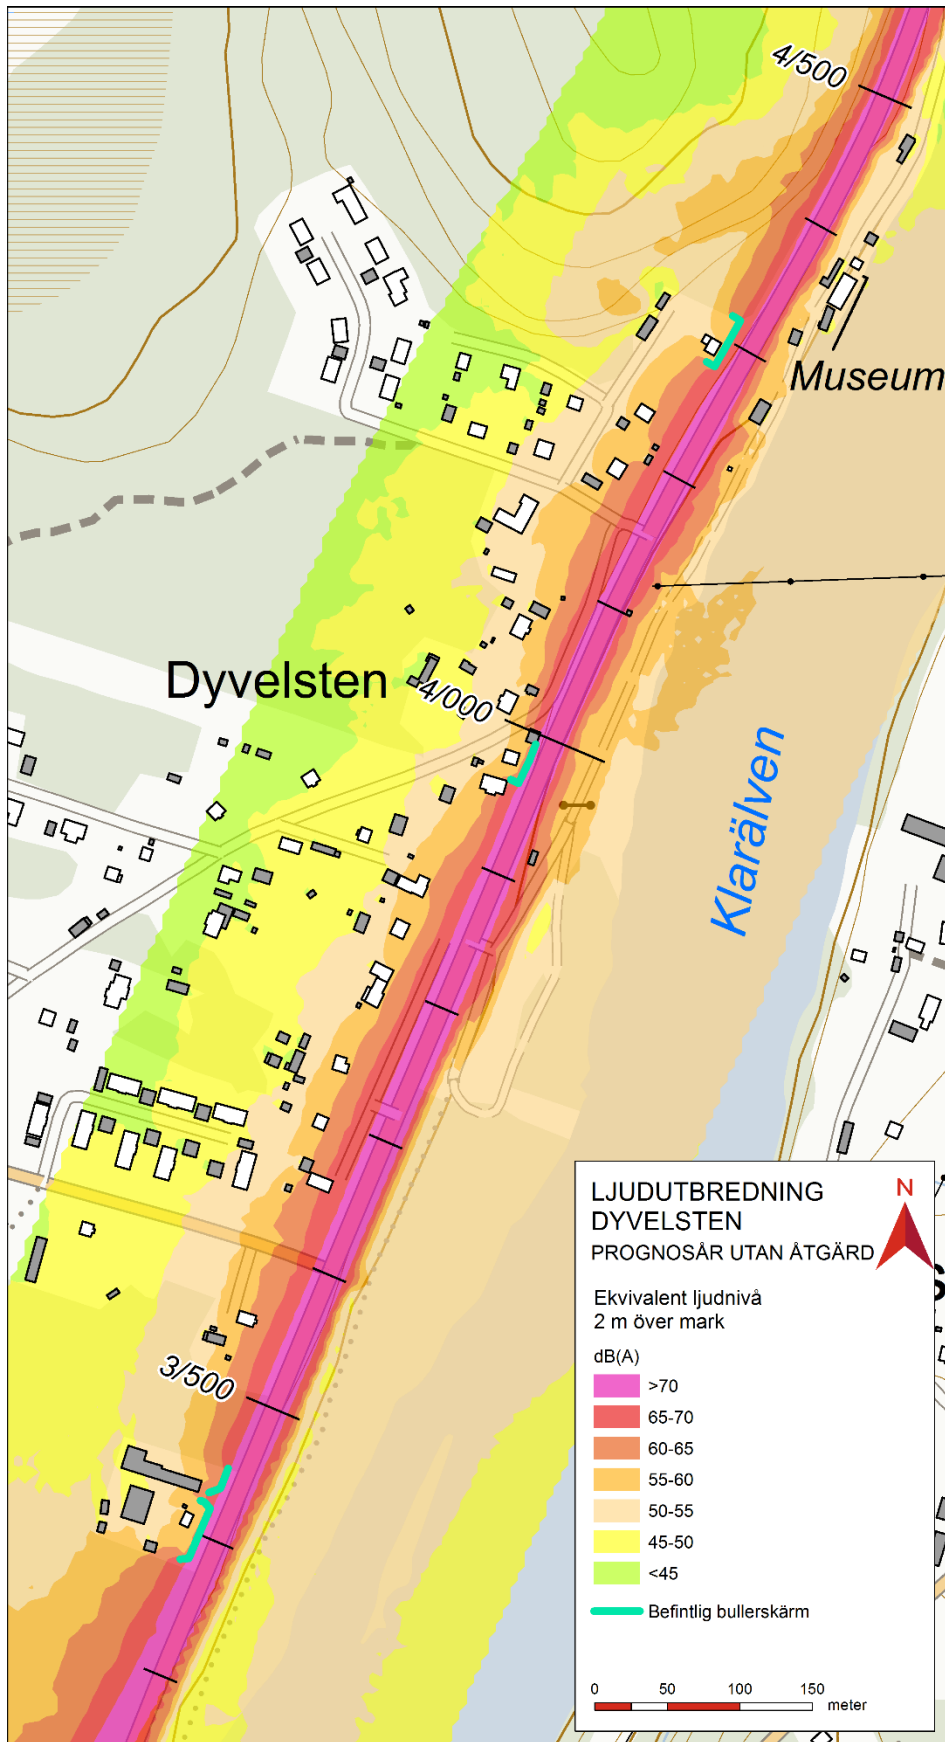 4/500
Museum
Dyvelsten
4/000
Klarälven
3/500
S
LJUDUTBREDNING
DYVELSTEN
PROGNOSÅR UTAN ÅTGÄRD
N
Ekvivalent ljudnivå
2 m över mark
dB(A)
>70
65-70
60-65
55-60
50-55
45-50
<45
Befintlig bullerskärm
0 50 100 150
meter